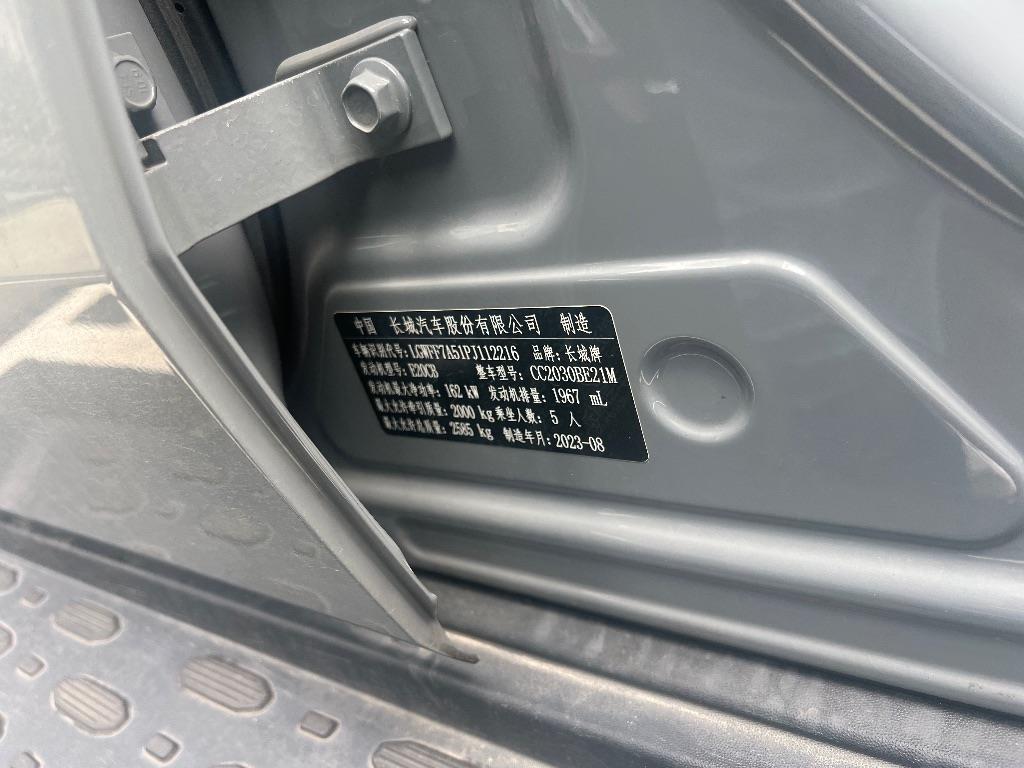 中国 长城汽车股份有限公司 制造
车辆识别代号:LGWFF7A51PJ112216 品牌:长城牌
发动机型号:E20CB 整车型号:CC2030BE21M
发动机最大净功率:162 kW 发动机排量:1967 mL
最大允许牵引质量:2000 kg 乘坐人数:5 人
最大允许总质量:2585 kg 制造年月:2023-08